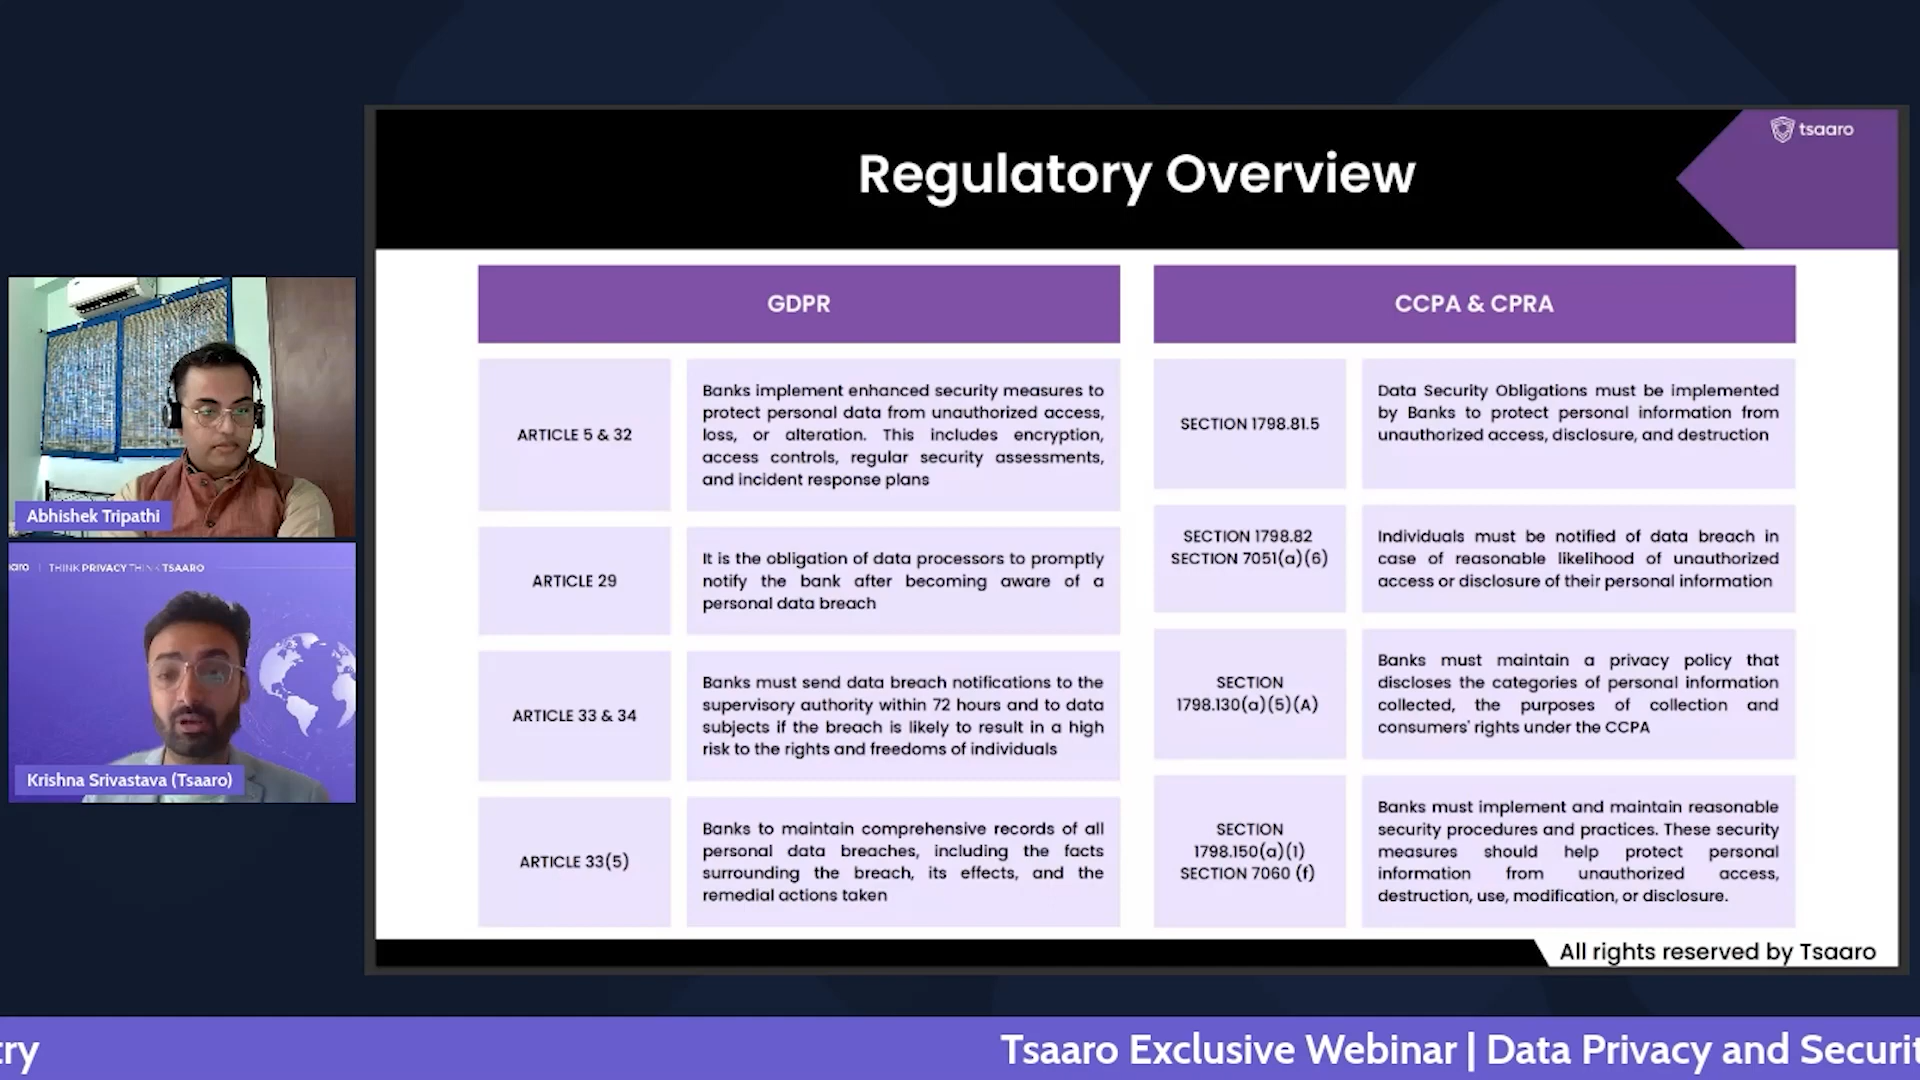 tsaaro
Regulatory Overview
GDPR
ARTICLE 5 & 32
Banks implement enhanced security measures to
protect personal data from unauthorized access,
loss, or alteration. This includes encryption,
access controls, regular security assessments,
and incident response plans
ARTICLE 29
It is the obligation of data processors to promptly
notify the bank after becoming aware of a
personal data breach
ARTICLE 33 & 34
Banks must send data breach notifications to the
supervisory authority within 72 hours and to data
subjects if the breach is likely to result in a high
risk to the rights and freedoms of individuals
ARTICLE 33(5)
Banks to maintain comprehensive records of all
personal data breaches, including the facts
surrounding the breach, its effects, and the
remedial actions taken
CCPA & CPRA
SECTION 1798.81.5
Data Security Obligations must be implemented
by Banks to protect personal information from
unauthorized access, disclosure, and destruction
SECTION 1798.82
SECTION 7051(a)(6)
Individuals must be notified of data breach in
case of reasonable likelihood of unauthorized
access or disclosure of their personal information
SECTION
1798.130(a)(5)(A)
Banks must maintain a privacy policy that
discloses the categories of personal information
collected, the purposes of collection and
consumers' rights under the CCPA
SECTION
1798.150(a)(1)
SECTION 7060 (f)
Banks must implement and maintain reasonable
security procedures and practices. These security
measures should help protect personal
information from unauthorized access,
destruction, use, modification, or disclosure.
All rights reserved by Tsaaro
Abhishek Tripathi
aro | THINK PRIVACY THINK TSAARO
Krishna Srivastava (Tsaaro)
try Tsaaro Exclusive Webinar | Data Privacy and Securit